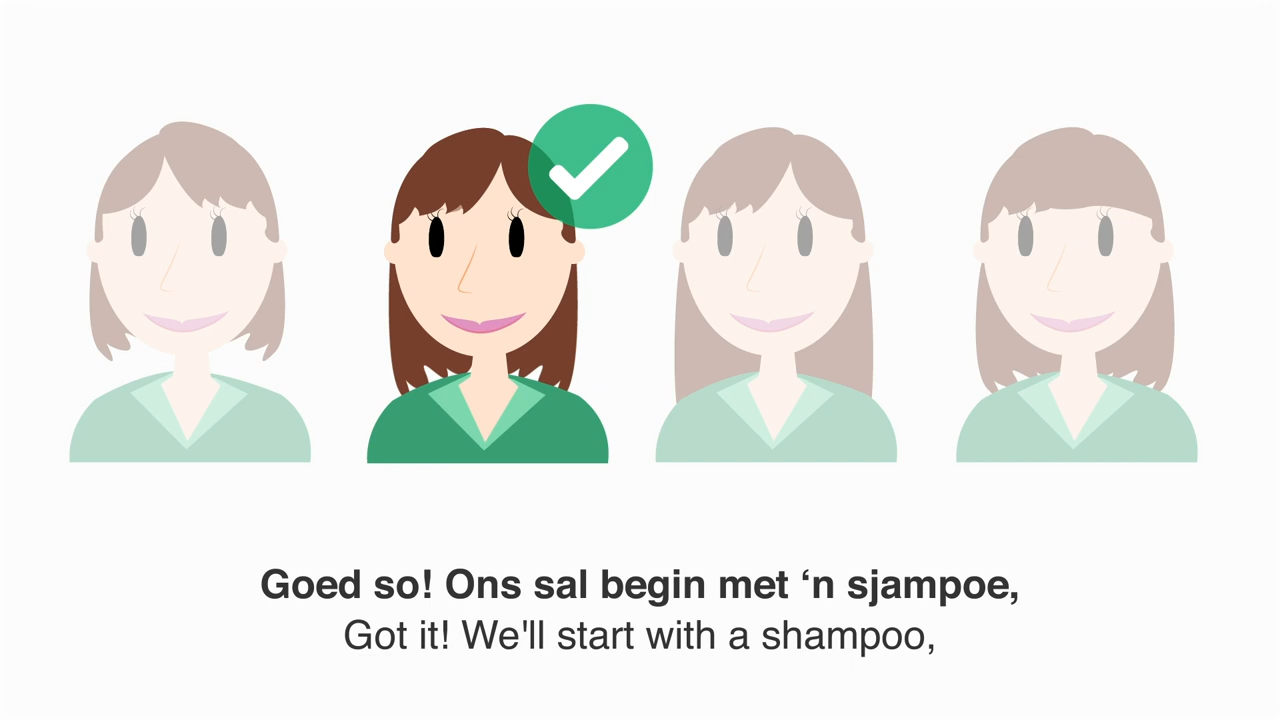 Goed so! Ons sal begin met ‘n sjampoe,
Got it! We'll start with a shampoo,